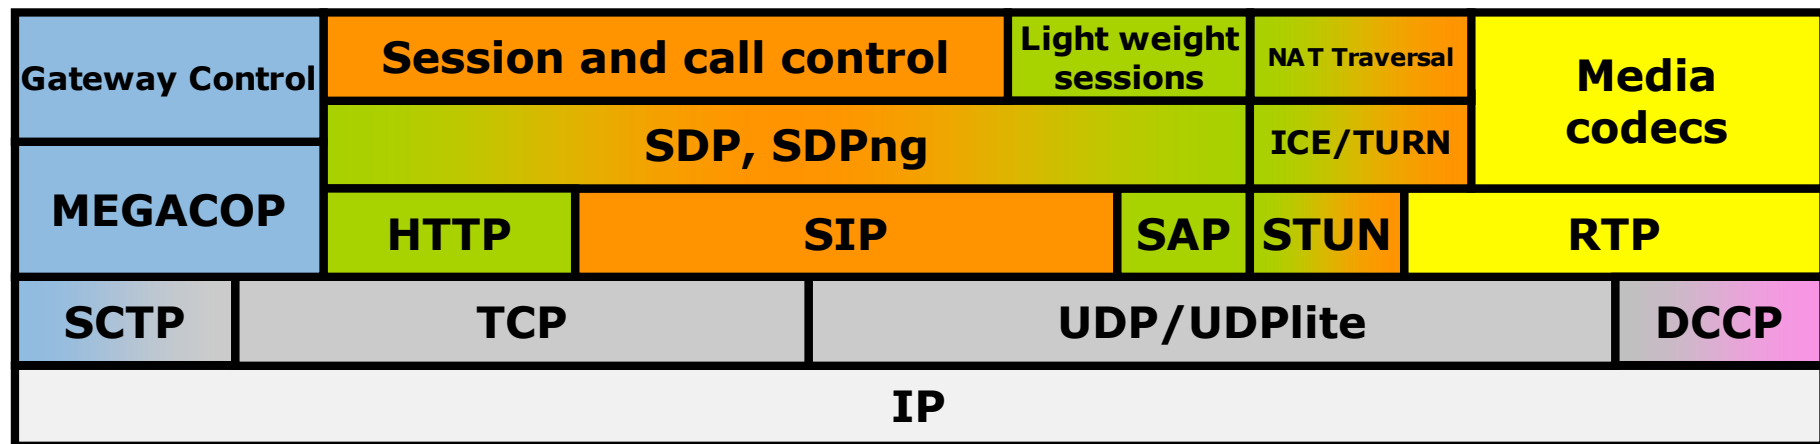 Gateway Control
Session and call control
Light weight
sessions
NAT Traversal
Media
codecs
MEGACOP
SDP, SDPng
ICE/TURN
HTTP
SIP
SAP
STUN
RTP
SCTP
TCP
UDP/UDPlite
DCCP
IP